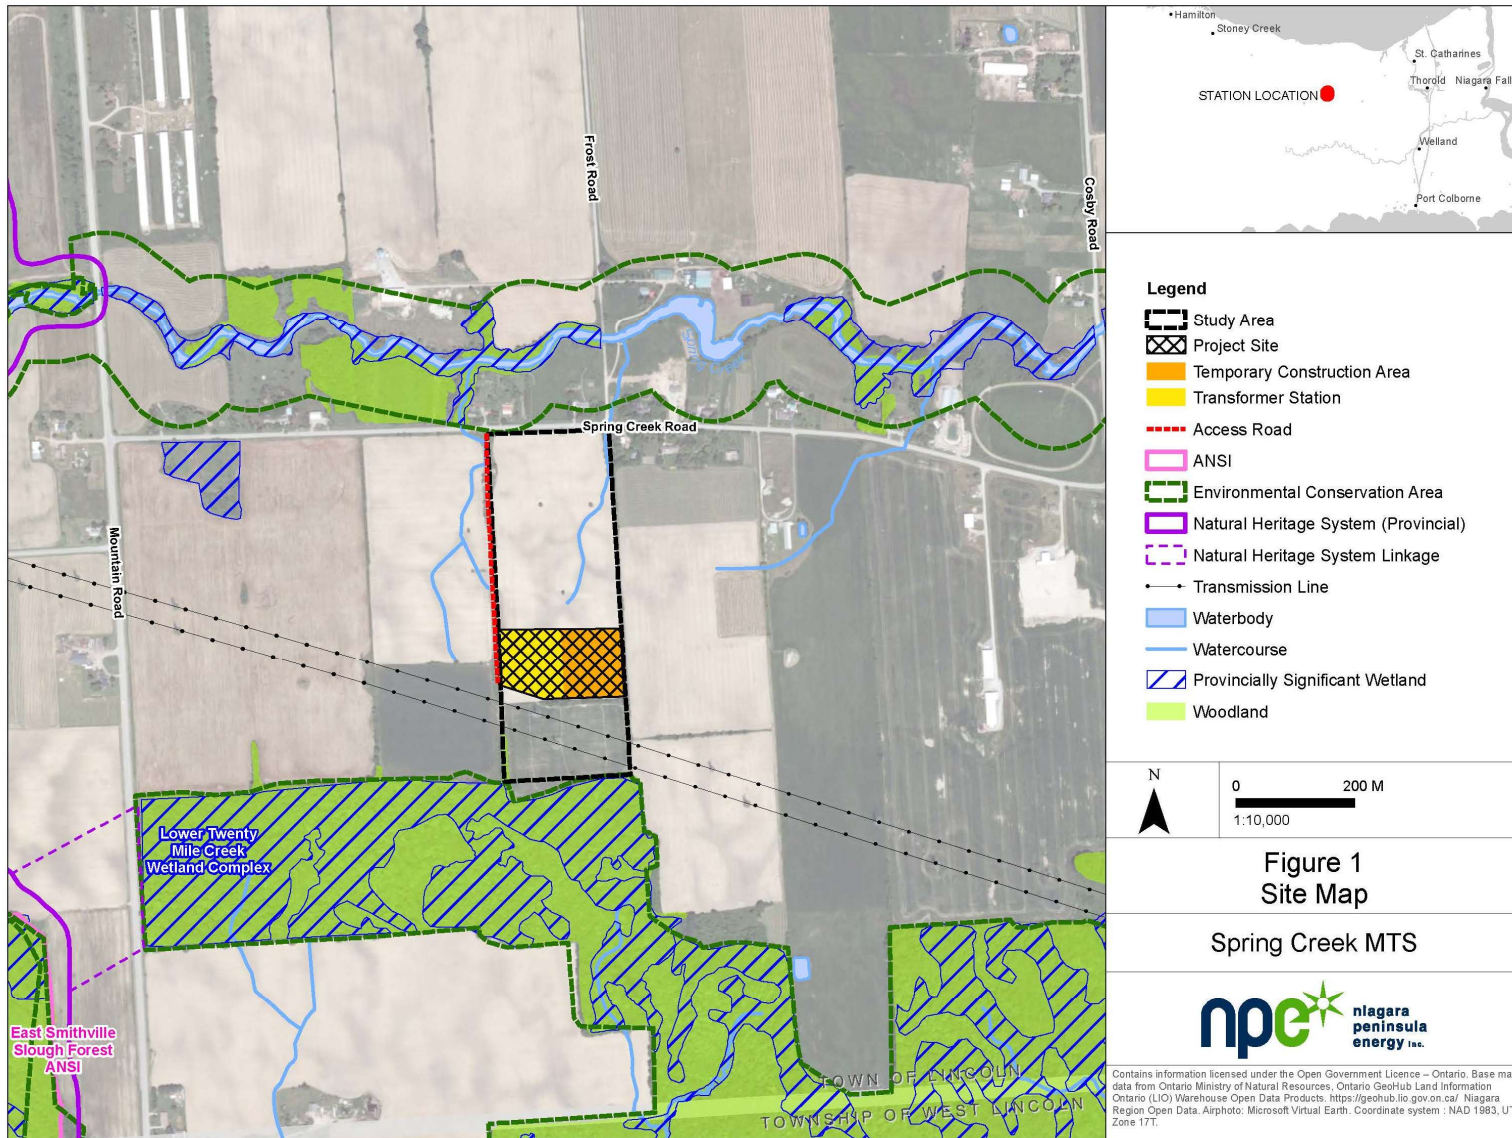 Hamilton
Stoney Creek
St. Catharines
Thorold
Niagara Fall
STATION LOCATION
Welland
Port Colborne
Frost Road
Cosby Road
Spring Creek
Spring Creek Road
Mountain Road
Lower Twenty
Mile Creek
Wetland Complex
East Smithville
Slough Forest
ANSI
TOWN OF LINCOLN
TOWNSHIP OF WEST LINCOLN
Legend
Study Area
Project Site
Temporary Construction Area
Transformer Station
Access Road
ANSI
Environmental Conservation Area
Natural Heritage System (Provincial)
Natural Heritage System Linkage
Transmission Line
Waterbody
Watercourse
Provincially Significant Wetland
Woodland
N
0 200 M
1:10,000
Figure 1
Site Map
Spring Creek MTS
npe
niagara
peninsula
energy Inc.
Contains information licensed under the Open Government Licence – Ontario. Base ma
data from Ontario Ministry of Natural Resources, Ontario GeoHub Land Information
Ontario (LIO) Warehouse Open Data Products. https://geohub.lio.gov.on.ca/ Niagara
Region Open Data. Airphoto: Microsoft Virtual Earth. Coordinate system : NAD 1983, UT
Zone 17T.